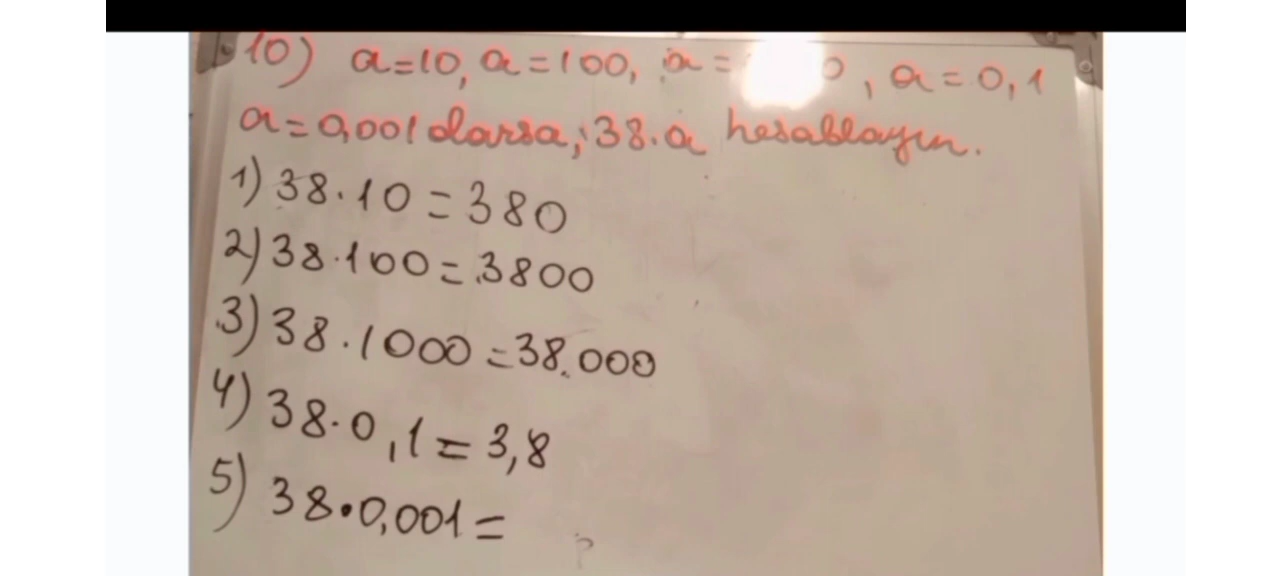 10) a=10, a=100, a= 0, a=0,1
a=0,001 olarsa, 38·a hesablayın.
1) 38·10=380
2) 38·100=3800
3) 38·1000=38.000
4) 38·0,1=3,8
5) 38·0,001=